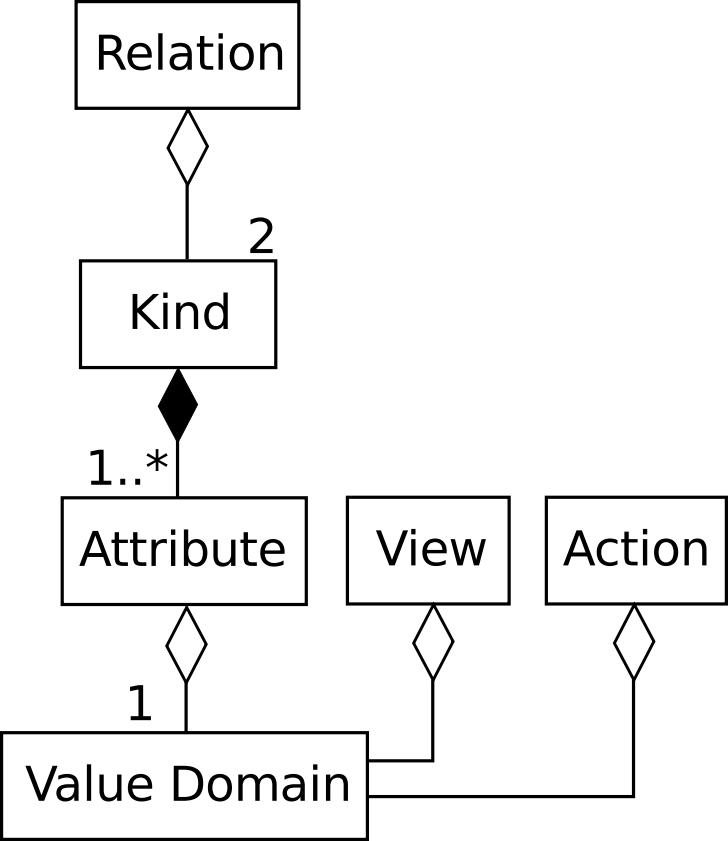 Relation
2
Kind
1..*
Attribute
View
Action
1
Value Domain